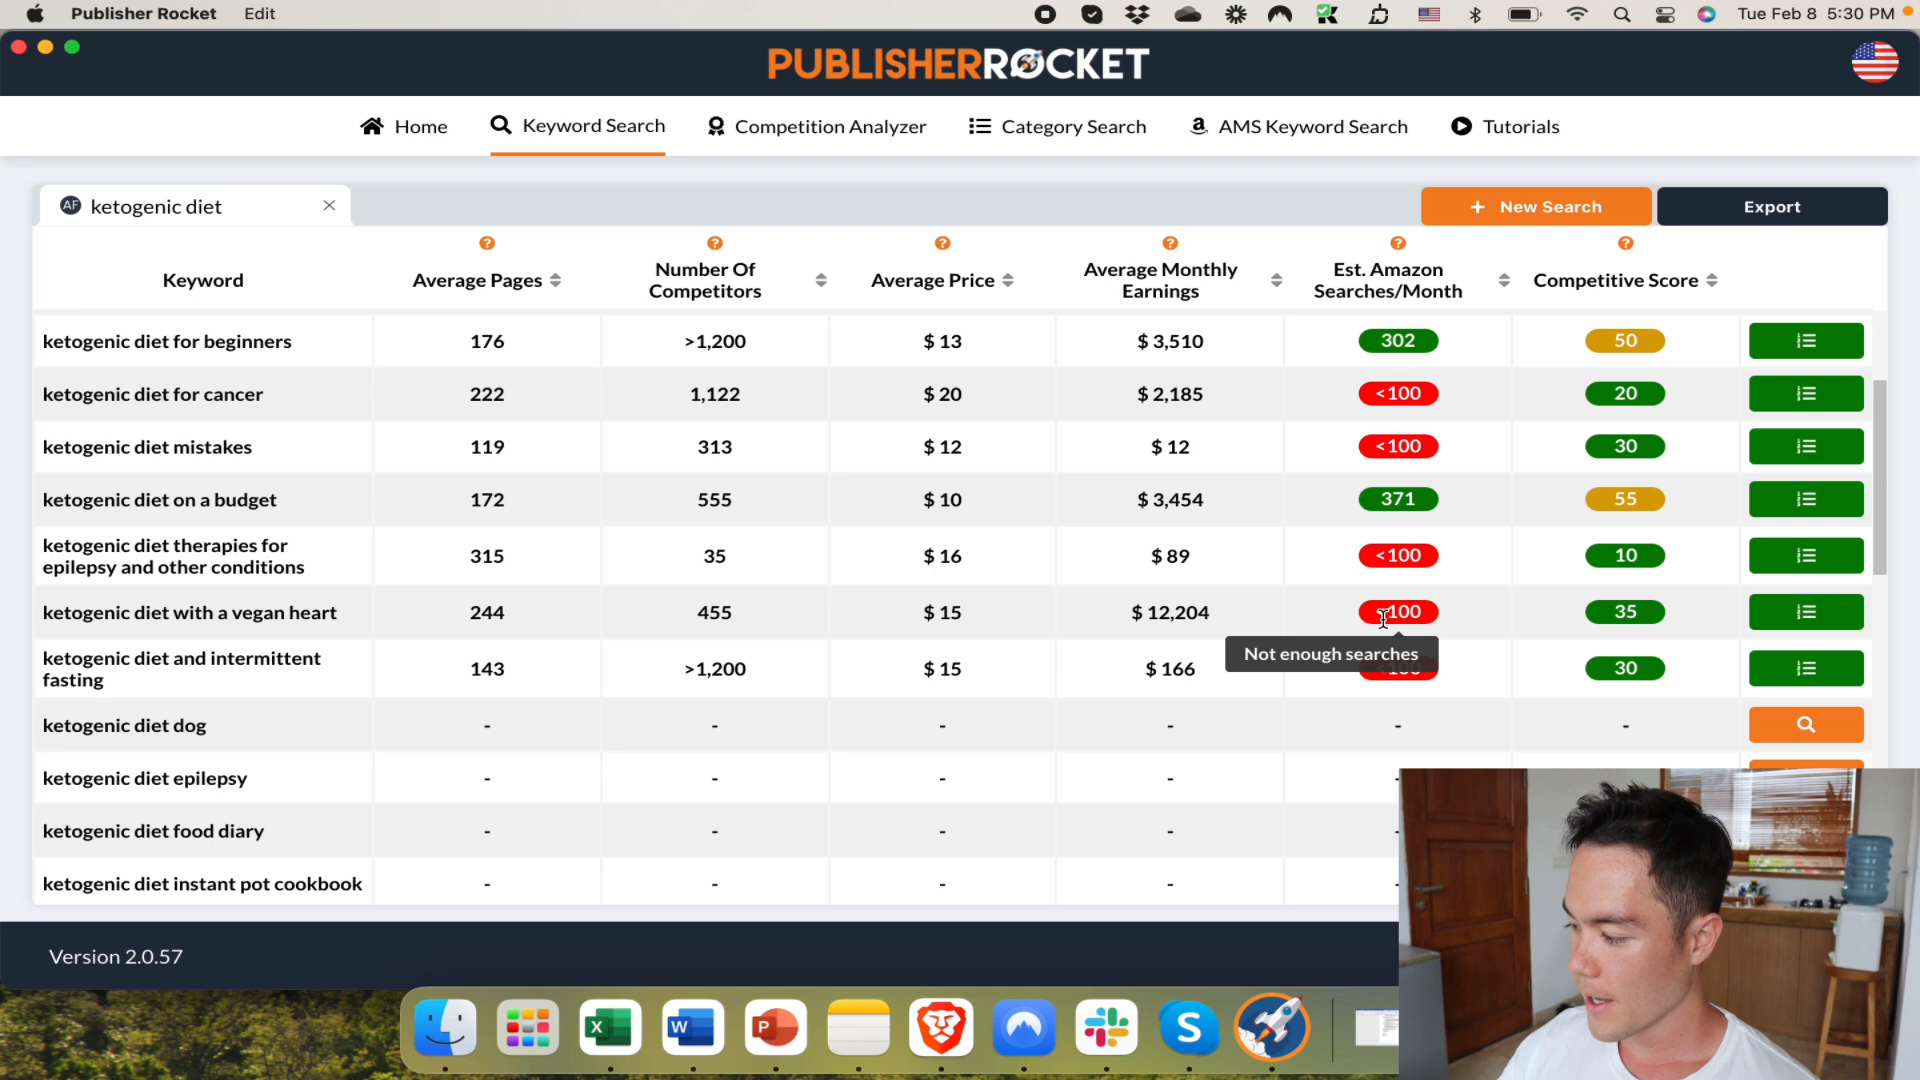 Publisher Rocket Edit Tue Feb 8 5:30 PM
PUBLISHERROCKET
Home Keyword Search Competition Analyzer Category Search AMS Keyword Search Tutorials
AF ketogenic diet × + New Search Export
Keyword Average Pages Number Of Competitors Average Price Average Monthly Earnings Est. Amazon Searches/Month Competitive Score
ketogenic diet for beginners 176 >1,200 $ 13 $ 3,510 302 50
ketogenic diet for cancer 222 1,122 $ 20 $ 2,185 <100 20
ketogenic diet mistakes 119 313 $ 12 $ 12 <100 30
ketogenic diet on a budget 172 555 $ 10 $ 3,454 371 55
ketogenic diet therapies for
epilepsy and other conditions 315 35 $ 16 $ 89 <100 10
ketogenic diet with a vegan heart 244 455 $ 15 $ 12,204 <100 35
Not enough searches
ketogenic diet and intermittent
fasting 143 >1,200 $ 15 $ 166 <100 30
ketogenic diet dog - - - - - -
ketogenic diet epilepsy - - - - -
ketogenic diet food diary - - - - -
ketogenic diet instant pot cookbook - - - - -
Version 2.0.57
X W P S